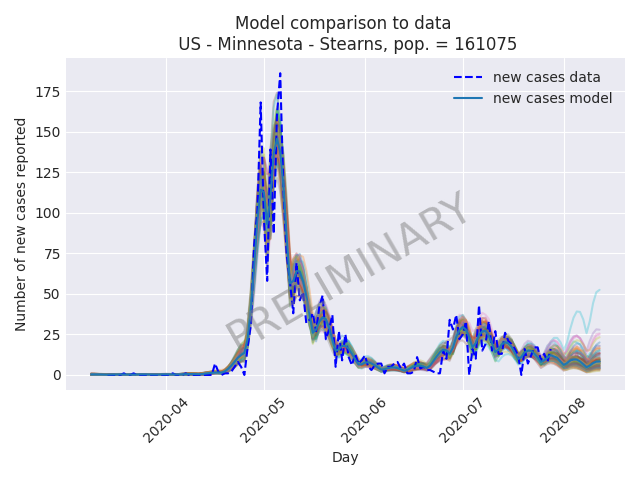 Model comparison to data
US - Minnesota - Stearns, pop. = 161075
new cases data
new cases model
Number of new cases reported
175
150
125
100
75
50
25
0
PRELIMINARY
2020-04
2020-05
2020-06
2020-07
2020-08
Day